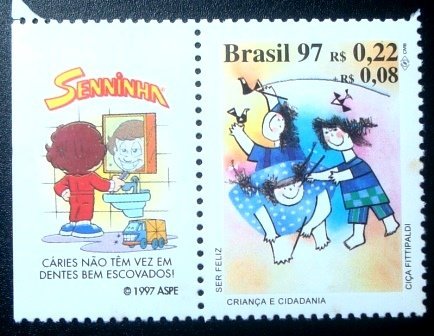 SENNINHA
CÁRIES NÃO TÊM VEZ EM
DENTES BEM ESCOVADOS!
© 1997 ASPE
Brasil 97 R$ 0,22
+R$ 0,08
SER FELIZ
CIÇA FITTIPALDI
CRIANÇA E CIDADANIA